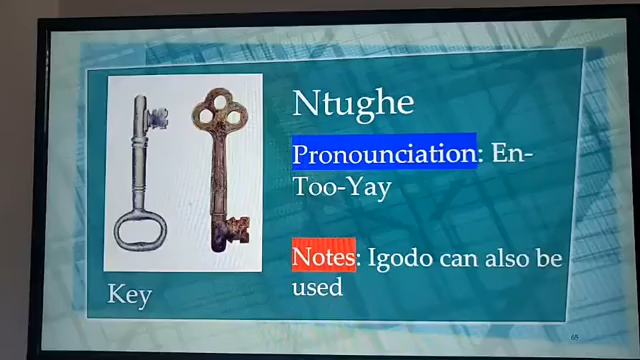 Ntughe
Pronounciation: En-
Too-Yay
Notes: Igodo can also be
used
Key
65